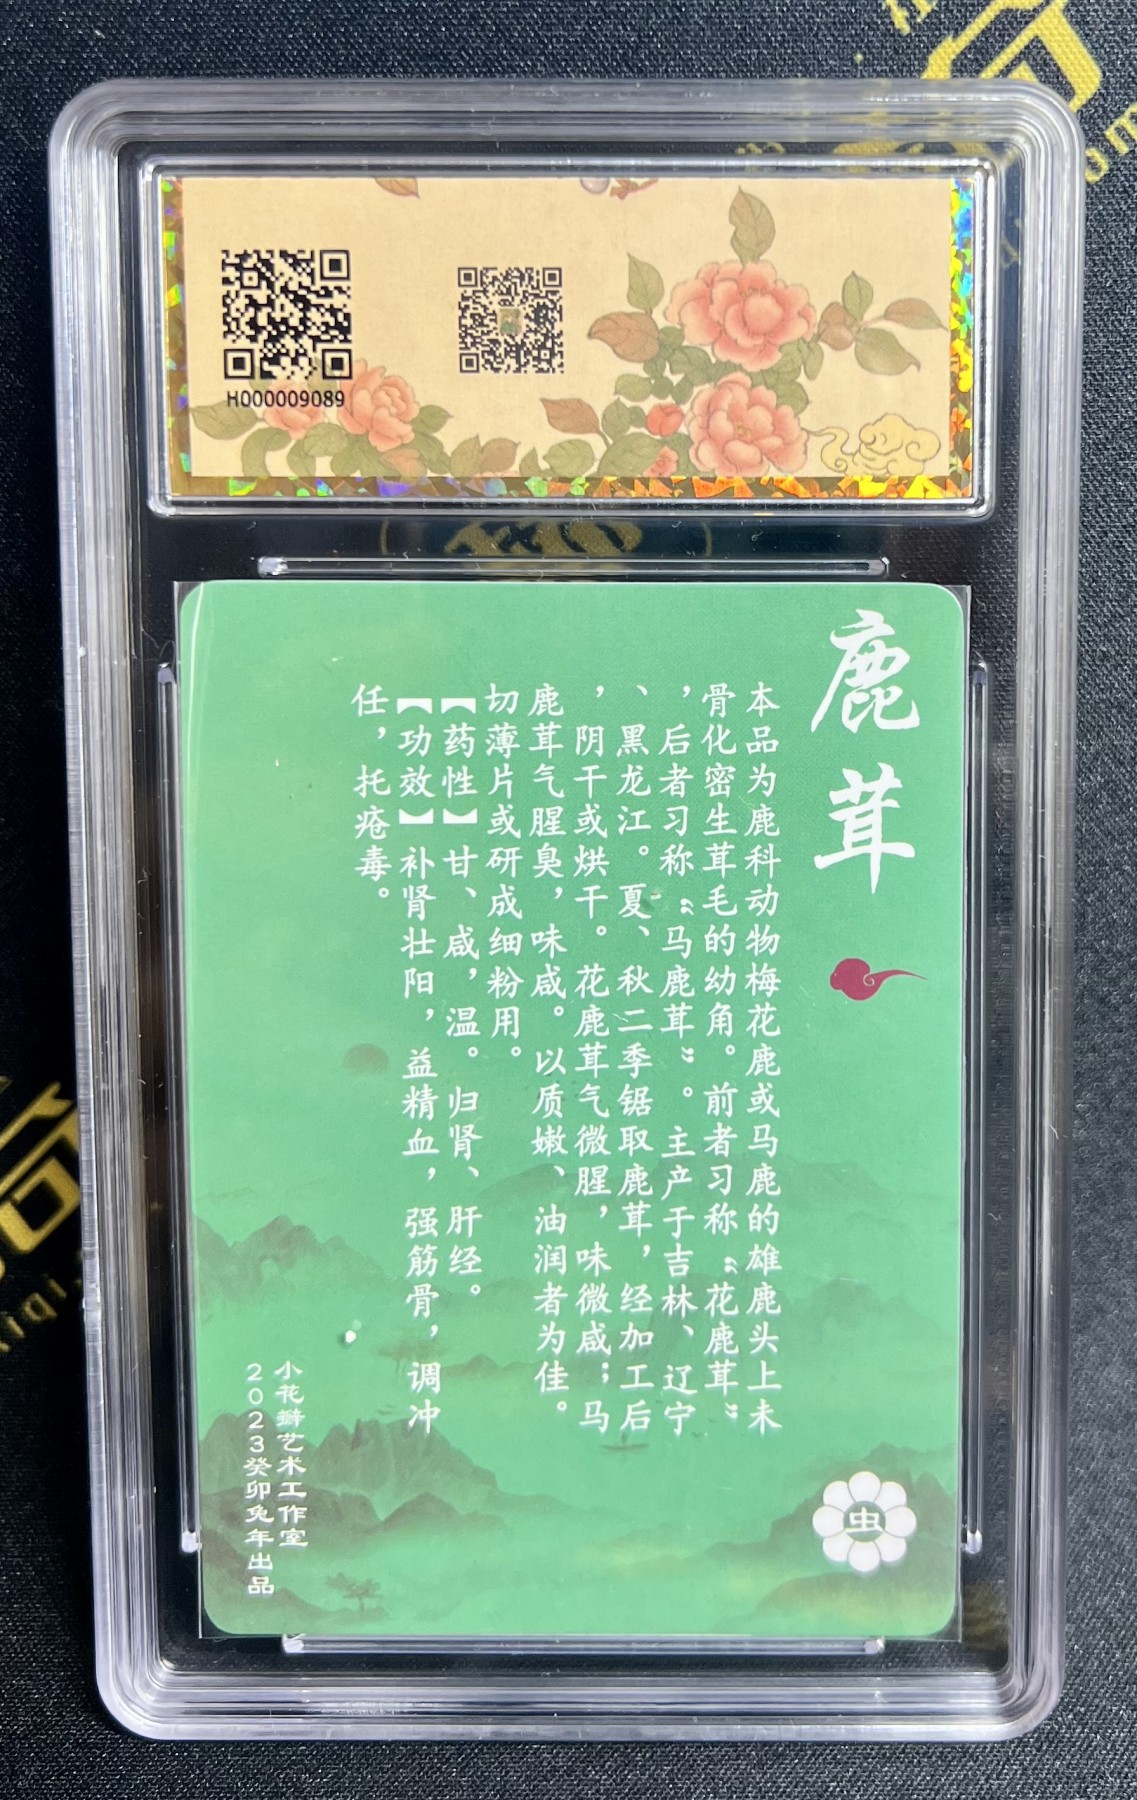 H000009089
鹿茸
本品为鹿科动物梅花鹿或马鹿的雄鹿头上未
骨化密生茸毛的幼角。前者习称“花鹿茸”
，后者习称“马鹿茸”。主产于吉林、辽宁
、黑龙江。夏、秋二季锯取鹿茸，经加工后
，阴干或烘干。花鹿茸气微腥，味微咸；马
鹿茸气腥臭，味咸。以质嫩、油润者为佳。
切薄片或研成细粉用。
【药性】甘、咸，温。归肾、肝经。
【功效】补肾壮阳，益精血，强筋骨，调冲
任，托疮毒。
虫
小花瓣艺术工作室
2023癸卯兔年出品